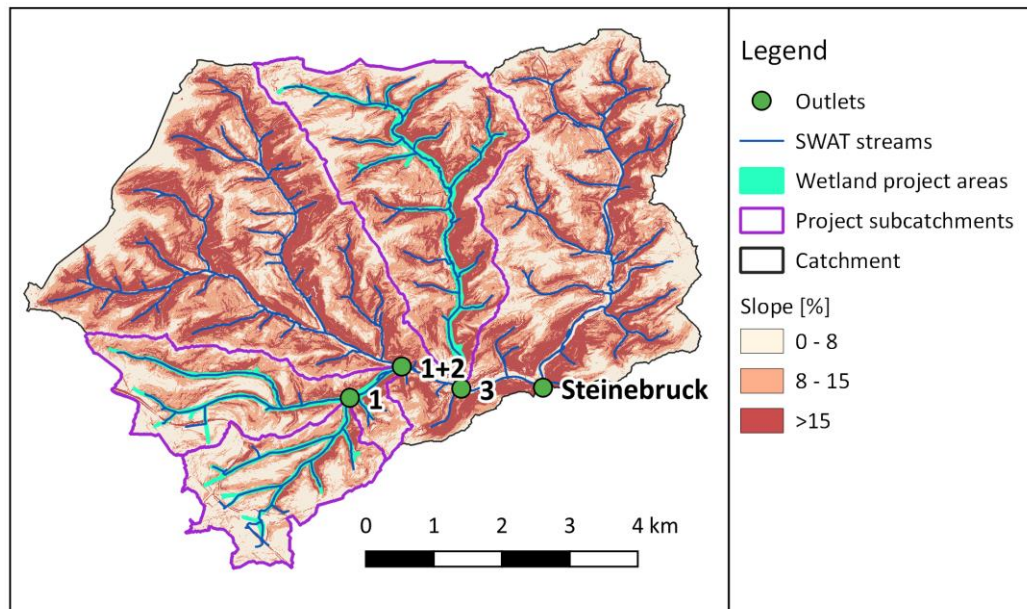 Legend
Outlets
SWAT streams
Wetland project areas
Project subcatchments
Catchment
Slope [%]
0 - 8
8 - 15
>15
1+2
1
3
Steinebruck
0 1 2 3 4 km